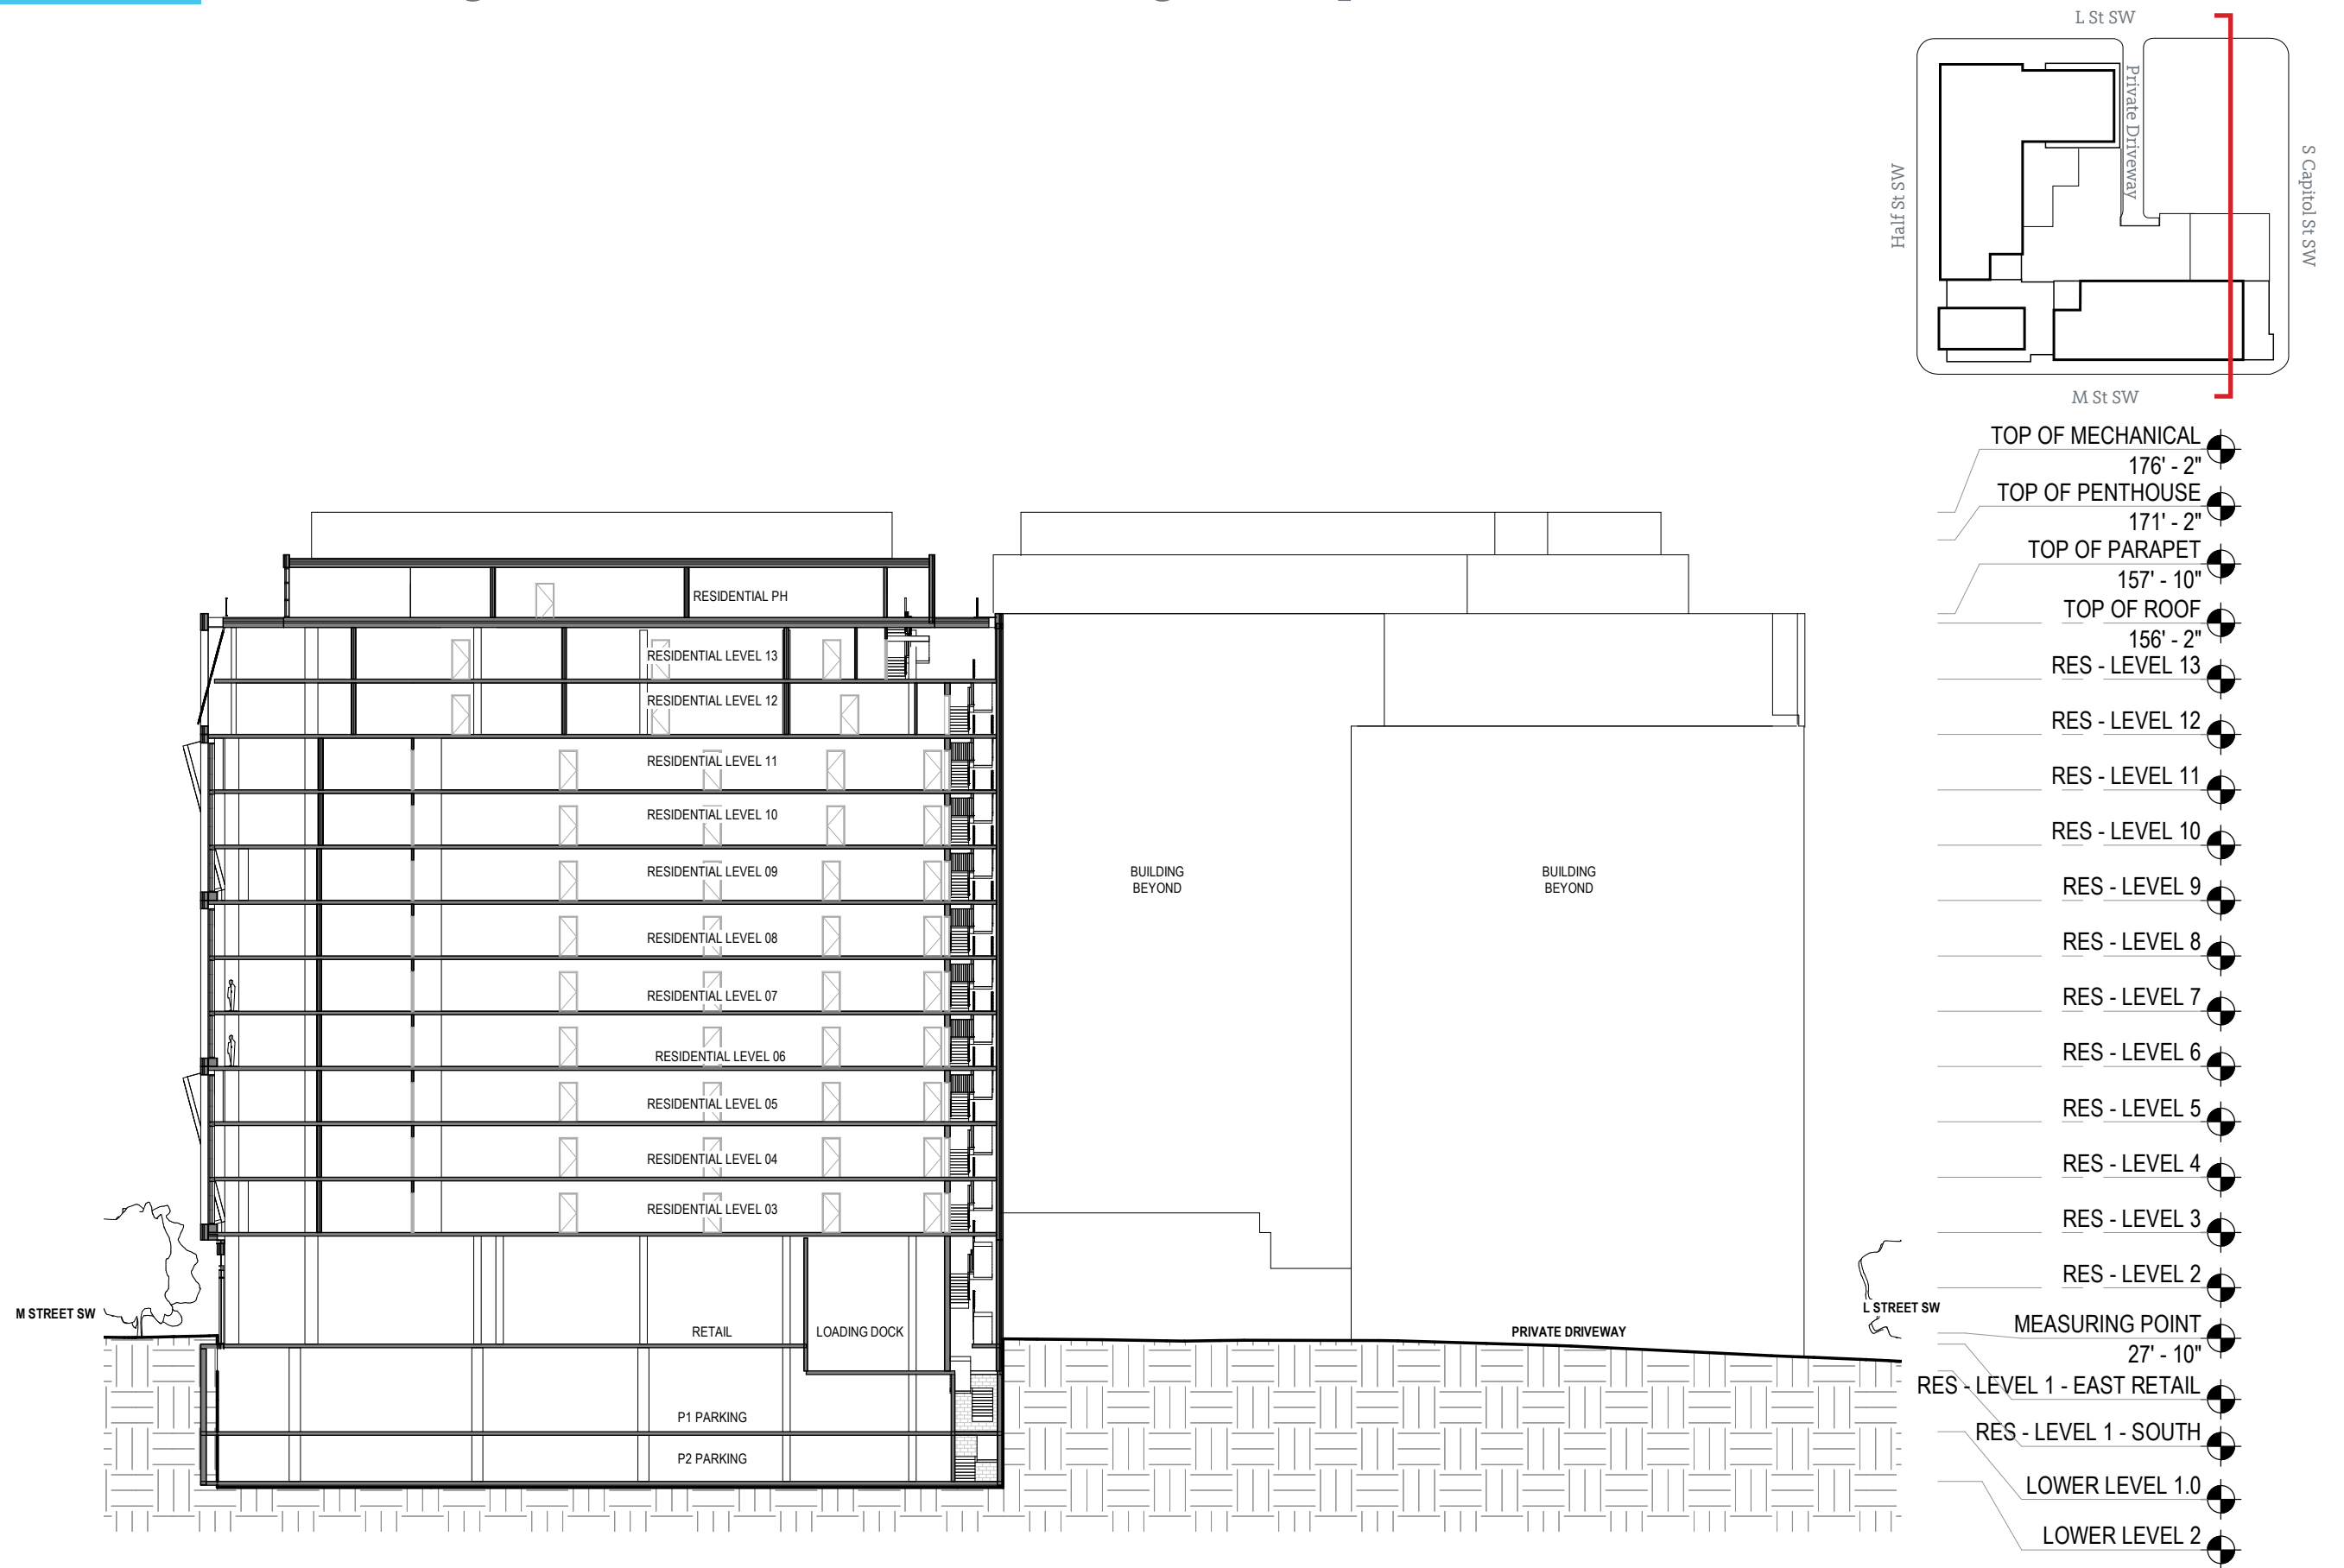 L St SW
Private Driveway
Half St SW
S Capitol St SW
M St SW
TOP OF MECHANICAL
176' - 2"
TOP OF PENTHOUSE
171' - 2"
TOP OF PARAPET
157' - 10"
TOP OF ROOF
156' - 2"
RES - LEVEL 13
RES - LEVEL 12
RES - LEVEL 11
RES - LEVEL 10
RES - LEVEL 9
RES - LEVEL 8
RES - LEVEL 7
RES - LEVEL 6
RES - LEVEL 5
RES - LEVEL 4
RES - LEVEL 3
RES - LEVEL 2
MEASURING POINT
27' - 10"
RES - LEVEL 1 - EAST RETAIL
RES - LEVEL 1 - SOUTH
LOWER LEVEL 1.0
LOWER LEVEL 2
RESIDENTIAL PH
RESIDENTIAL LEVEL 13
RESIDENTIAL LEVEL 12
RESIDENTIAL LEVEL 11
RESIDENTIAL LEVEL 10
RESIDENTIAL LEVEL 09
RESIDENTIAL LEVEL 08
RESIDENTIAL LEVEL 07
RESIDENTIAL LEVEL 06
RESIDENTIAL LEVEL 05
RESIDENTIAL LEVEL 04
RESIDENTIAL LEVEL 03
RETAIL
LOADING DOCK
P1 PARKING
P2 PARKING
BUILDING
BEYOND
BUILDING
BEYOND
M STREET SW
PRIVATE DRIVEWAY
L STREET SW